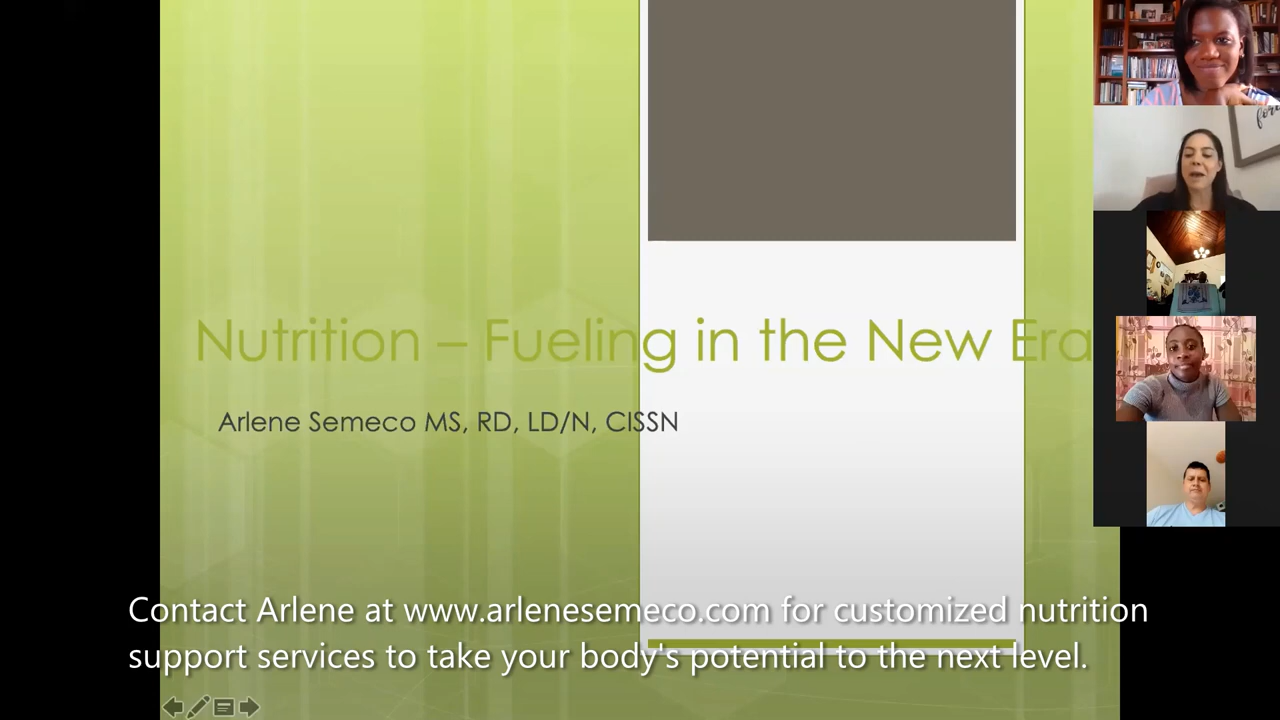 Nutrition – Fueling in the New Era
Arlene Semeco MS, RD, LD/N, CISSN
Contact Arlene at www.arlenesemeco.com for customized nutrition
support services to take your body's potential to the next level.